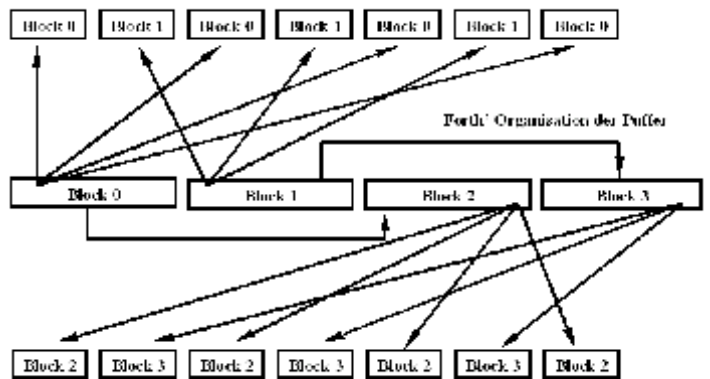 Block 0 Block 1 Block 0 Block 1 Block 0 Block 1 Block 0
Forth' Organisation der Puffer
Block 0 Block 1 Block 2 Block 3
Block 2 Block 3 Block 2 Block 3 Block 2 Block 3 Block 2